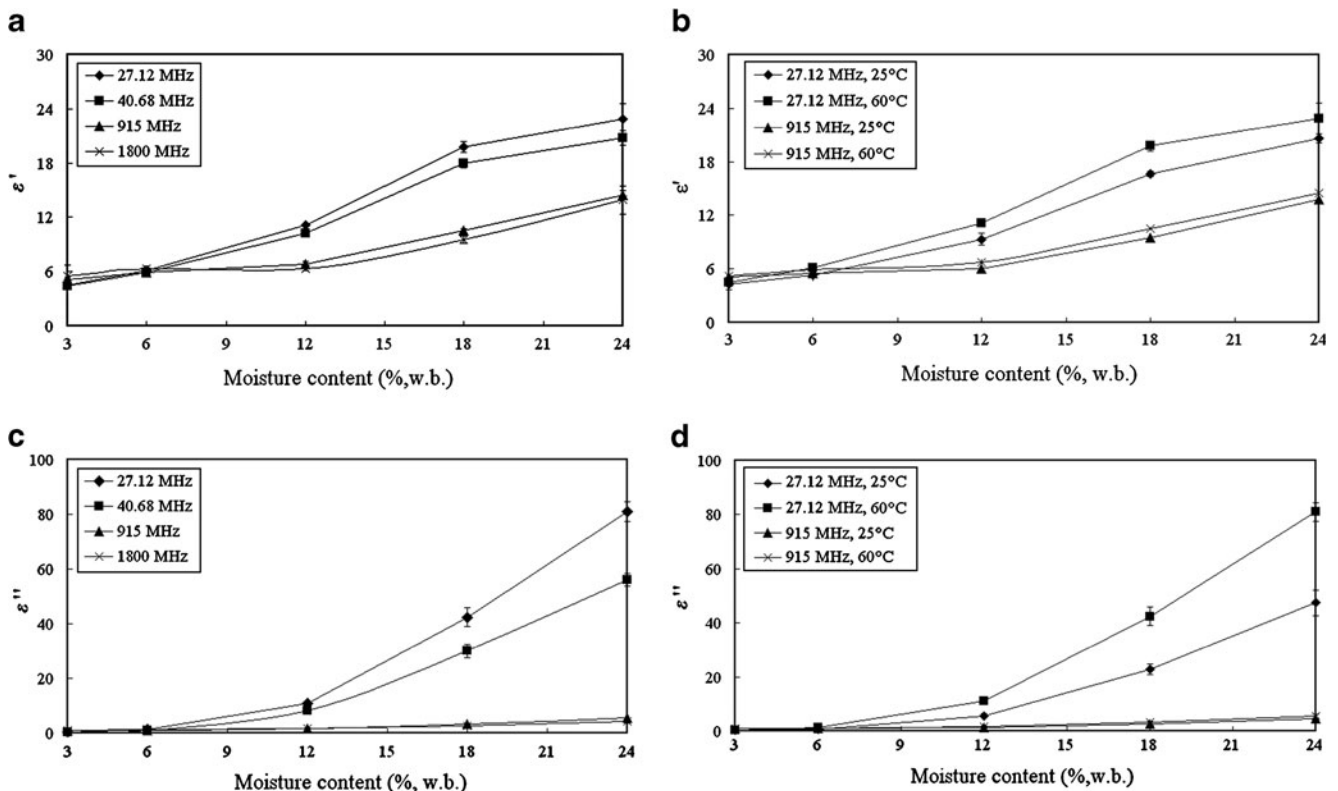 a
30
24
18
12
6
0
ε'
27.12 MHz
40.68 MHz
915 MHz
1800 MHz
3 6 9 12 15 18 21 24
Moisture content (%,w.b.)
b
30
24
18
12
6
0
ε'
27.12 MHz, 25°C
27.12 MHz, 60°C
915 MHz, 25°C
915 MHz, 60°C
3 6 9 12 15 18 21 24
Moisture content (%, w.b.)
c
100
80
60
40
20
0
ε''
27.12 MHz
40.68 MHz
915 MHz
1800 MHz
3 6 9 12 15 18 21 24
Moisture content (%, w.b.)
d
100
80
60
40
20
0
ε''
27.12 MHz, 25°C
27.12 MHz, 60°C
915 MHz, 25°C
915 MHz, 60°C
3 6 9 12 15 18 21 24
Moisture content (%,w.b.)